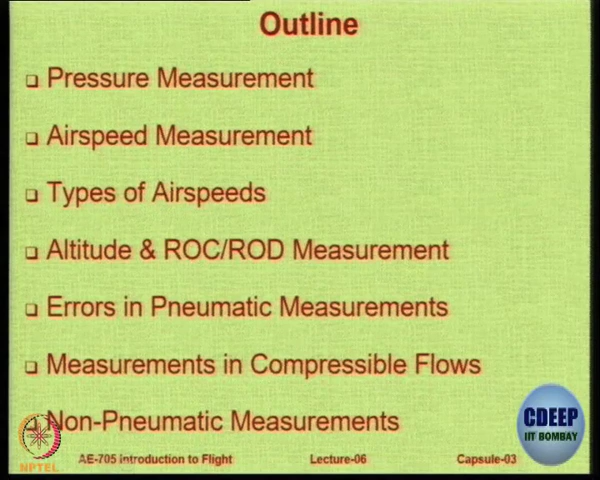 Outline
Pressure Measurement
Airspeed Measurement
Types of Airspeeds
Altitude & ROC/ROD Measurement
Errors in Pneumatic Measurements
Measurements in Compressible Flows
Non-Pneumatic Measurements
NPTEL
AE-705 Introduction to Flight Lecture-06 Capsule-03
CDEEP
IIT BOMBAY